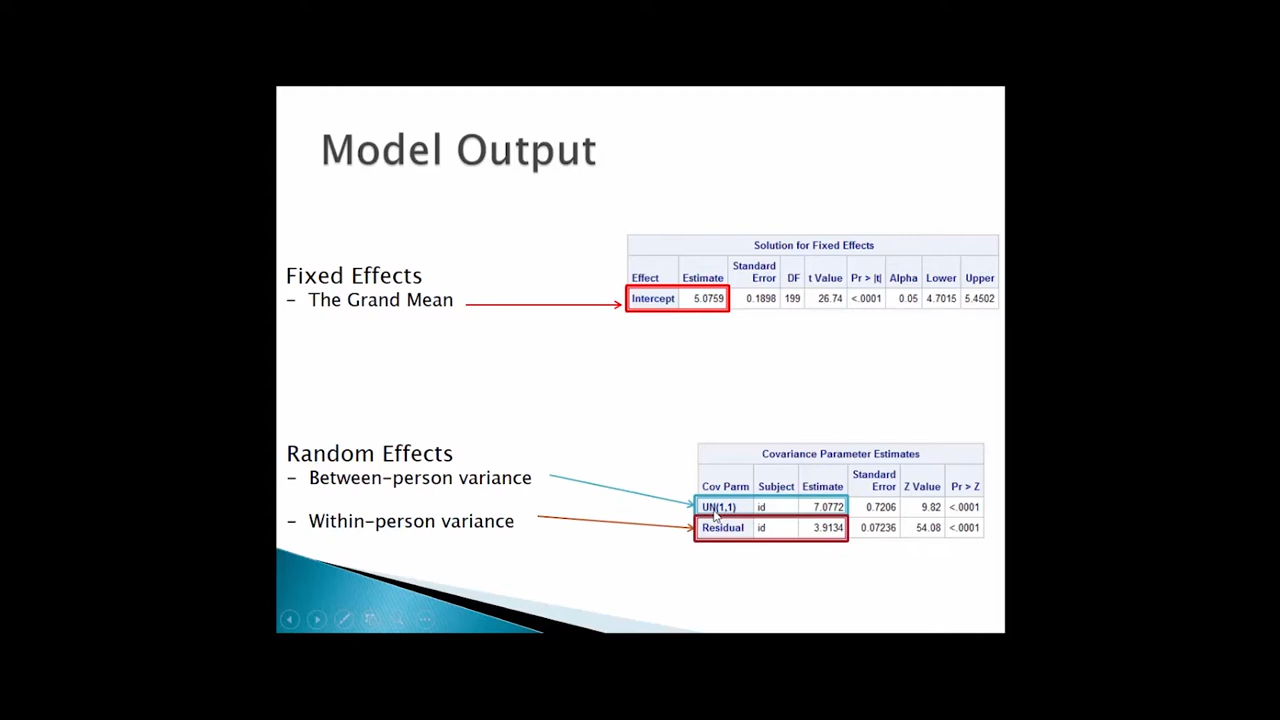 Model Output
Fixed Effects
– The Grand Mean
Solution for Fixed Effects
Effect Estimate Standard Error DF t Value Pr > |t| Alpha Lower Upper
Intercept 5.0759 0.1898 199 26.74 <.0001 0.05 4.7015 5.4502
Random Effects
– Between-person variance
– Within-person variance
Covariance Parameter Estimates
Cov Parm Subject Estimate Standard Error Z Value Pr > Z
UN(1,1) id 7.0772 0.7206 9.82 <.0001
Residual id 3.9134 0.07236 54.08 <.0001